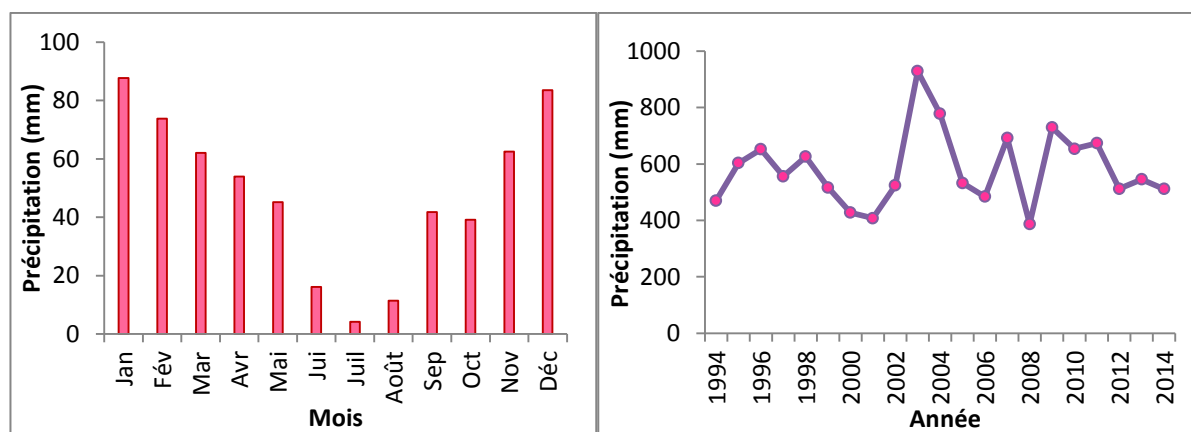 Précipitation (mm)
100
80
60
40
20
0
Jan
Fév
Mar
Avr
Mai
Jui
Juil
Août
Sep
Oct
Nov
Déc
Mois
Précipitation (mm)
1000
800
600
400
200
0
1994
1996
1998
2000
2002
2004
2006
2008
2010
2012
2014
Année